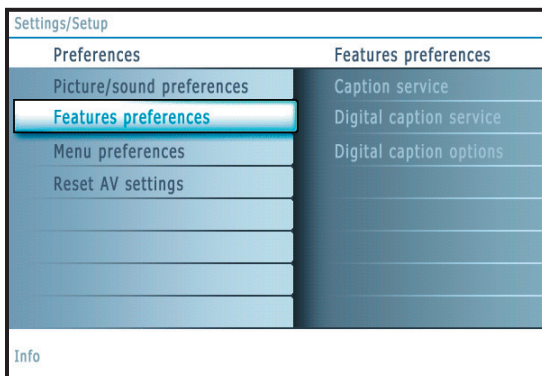 Settings/Setup
Preferences
Features preferences
Picture/sound preferences
Caption service
Features preferences
Digital caption service
Menu preferences
Digital caption options
Reset AV settings
Info